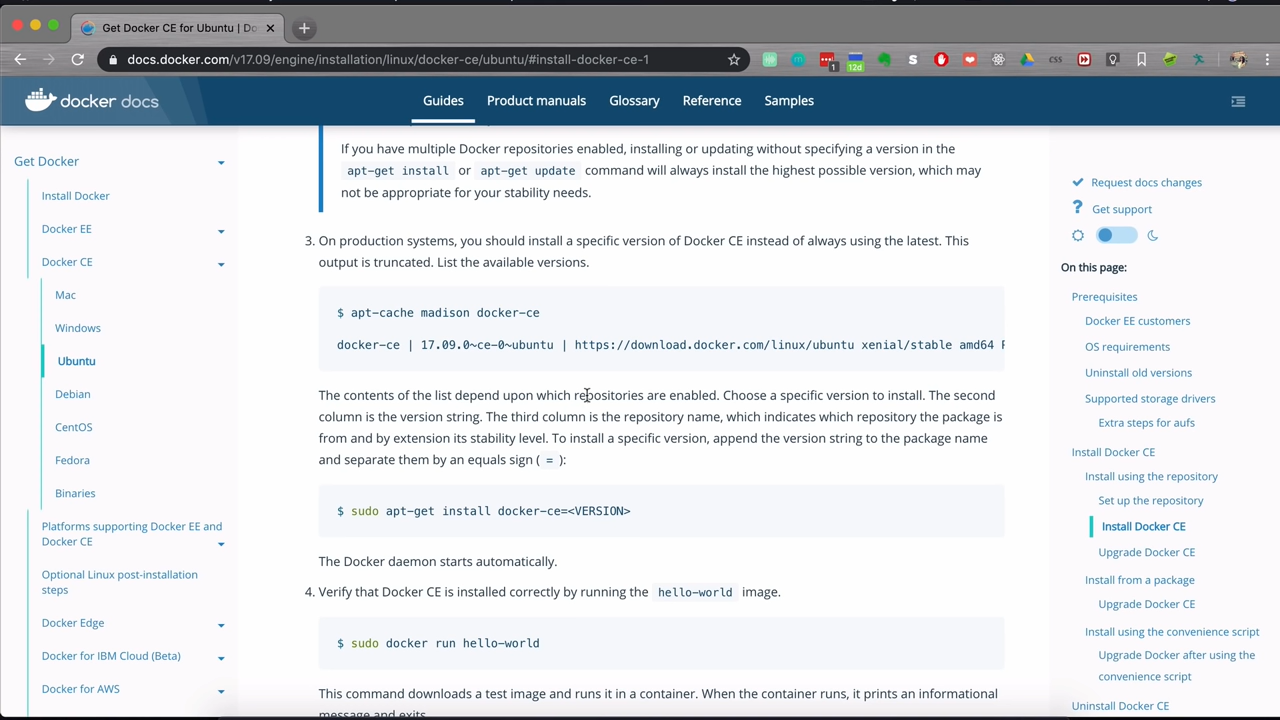 Get Docker CE for Ubuntu | Do
docs.docker.com/v17.09/engine/installation/linux/docker-ce/ubuntu/#install-docker-ce-1
1
12d
S
CSS
docker docs
Guides
Product manuals
Glossary
Reference
Samples
Get Docker
Install Docker
Docker EE
Docker CE
Mac
Windows
Ubuntu
Debian
CentOS
Fedora
Binaries
Platforms supporting Docker EE and
Docker CE
Optional Linux post-installation
steps
Docker Edge
Docker for IBM Cloud (Beta)
Docker for AWS
If you have multiple Docker repositories enabled, installing or updating without specifying a version in the
apt-get install or apt-get update command will always install the highest possible version, which may
not be appropriate for your stability needs.
3. On production systems, you should install a specific version of Docker CE instead of always using the latest. This
output is truncated. List the available versions.
$ apt-cache madison docker-ce
docker-ce | 17.09.0~ce-0~ubuntu | https://download.docker.com/linux/ubuntu xenial/stable amd64
The contents of the list depend upon which repositories are enabled. Choose a specific version to install. The second
column is the version string. The third column is the repository name, which indicates which repository the package is
from and by extension its stability level. To install a specific version, append the version string to the package name
and separate them by an equals sign ( = ):
$ sudo apt-get install docker-ce=<VERSION>
The Docker daemon starts automatically.
4. Verify that Docker CE is installed correctly by running the hello-world image.
$ sudo docker run hello-world
This command downloads a test image and runs it in a container. When the container runs, it prints an informational
message and exits.
Request docs changes
Get support
On this page:
Prerequisites
Docker EE customers
OS requirements
Uninstall old versions
Supported storage drivers
Extra steps for aufs
Install Docker CE
Install using the repository
Set up the repository
Install Docker CE
Upgrade Docker CE
Install from a package
Upgrade Docker CE
Install using the convenience script
Upgrade Docker after using the
convenience script
Uninstall Docker CE